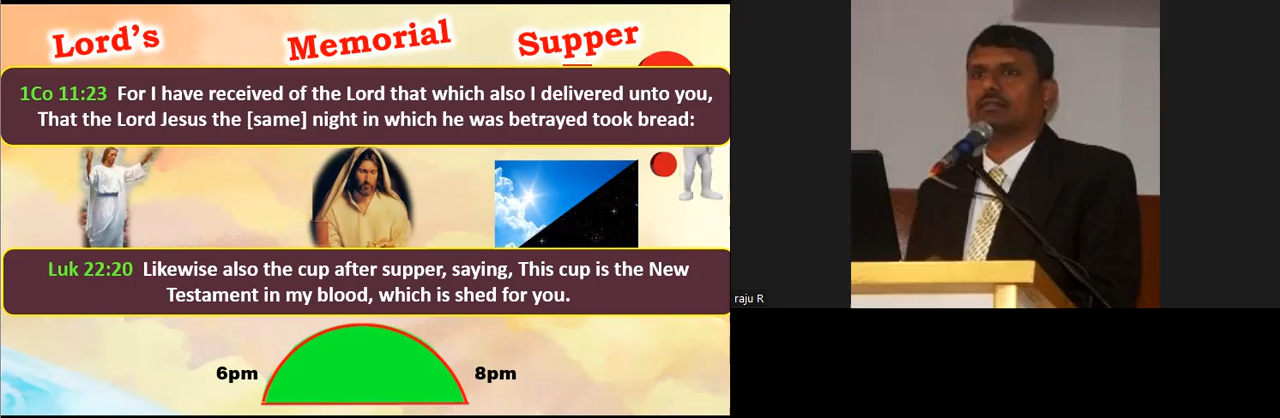 Lord's Memorial Supper
1Co 11:23 For I have received of the Lord that which also I delivered unto you,
That the Lord Jesus the [same] night in which he was betrayed took bread:
Luk 22:20 Likewise also the cup after supper, saying, This cup is the New
Testament in my blood, which is shed for you.
6pm 8pm
raju R